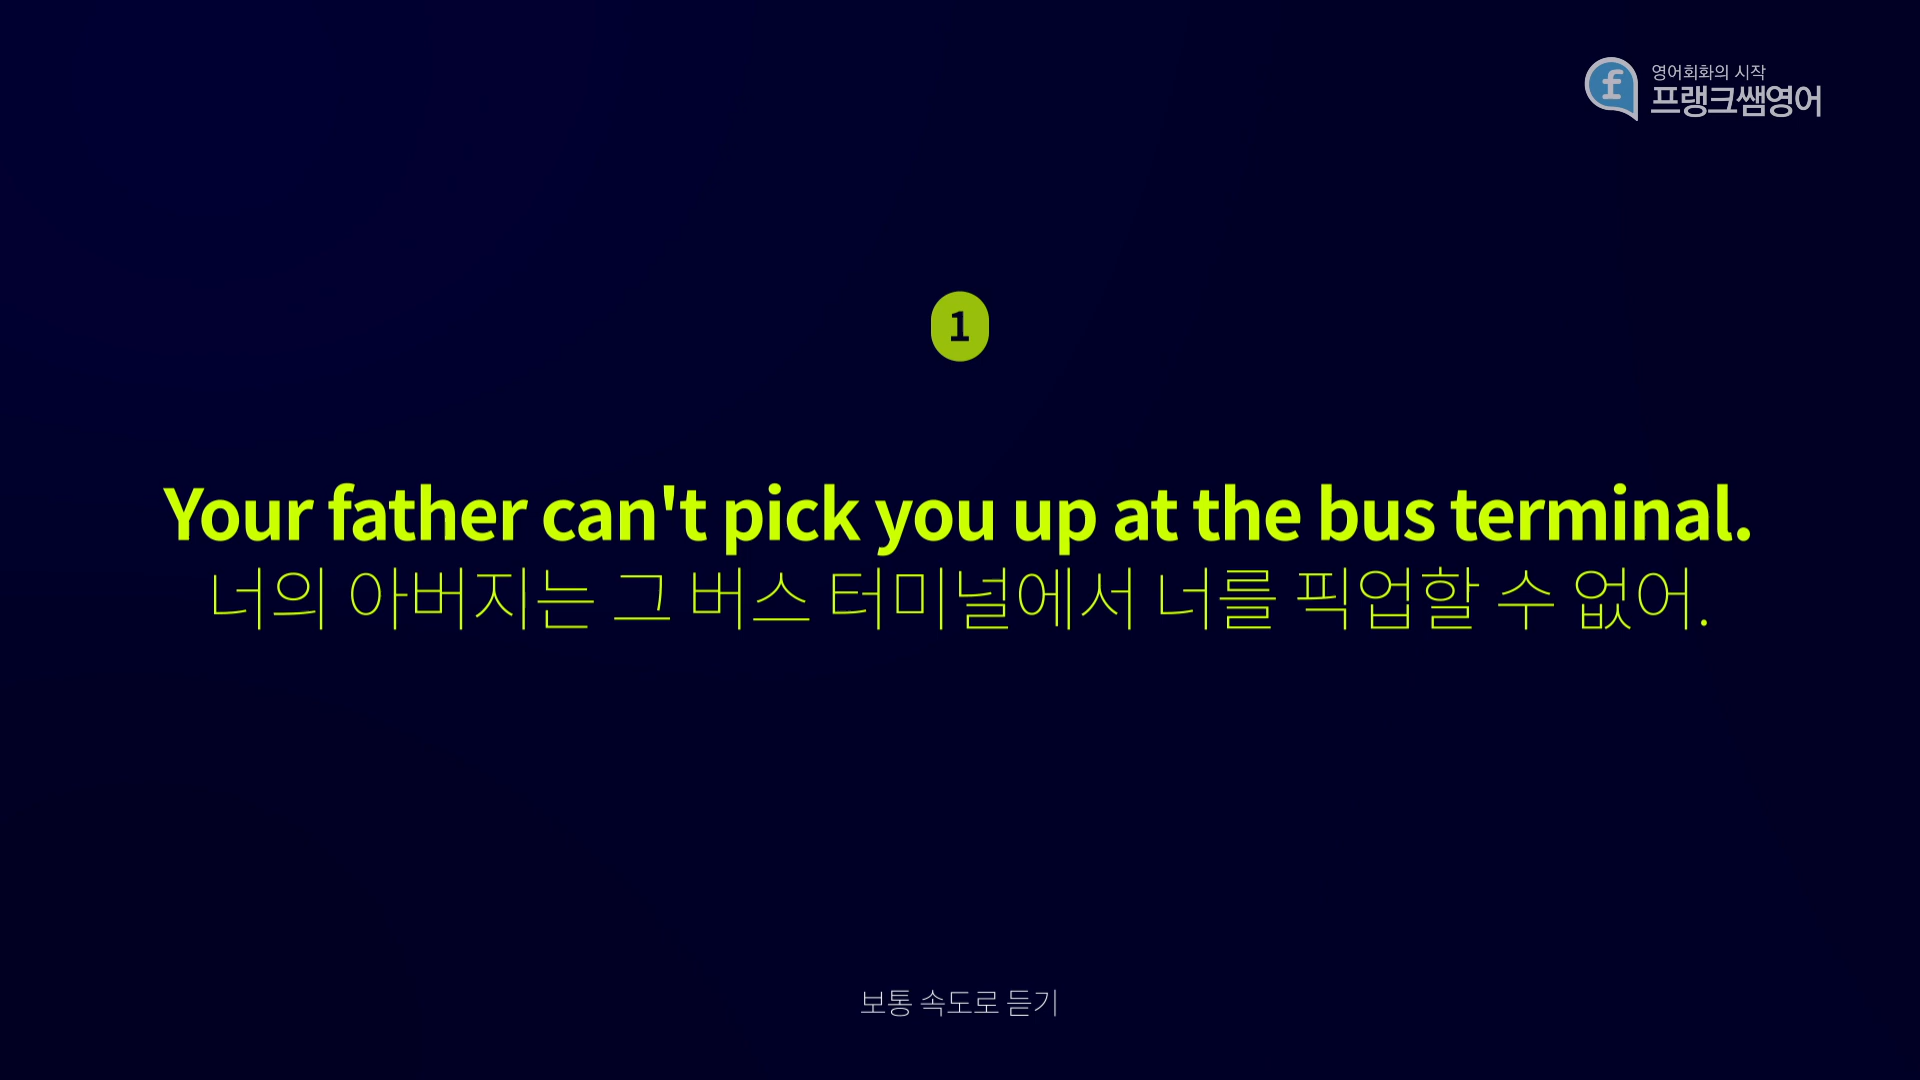 영어회화의 시작
프랭크쌤영어
1
Your father can't pick you up at the bus terminal.
너의 아버지는 그 버스 터미널에서 너를 픽업할 수 없어.
보통 속도로 듣기